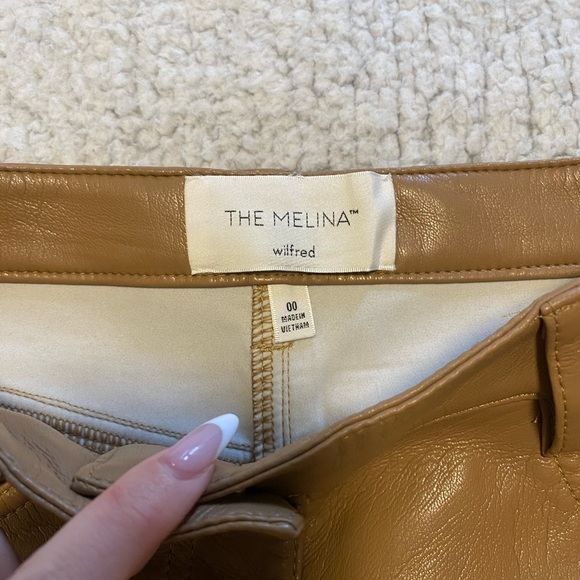 THE MELINA™
wilfred
00
MADE IN
VIETNAM